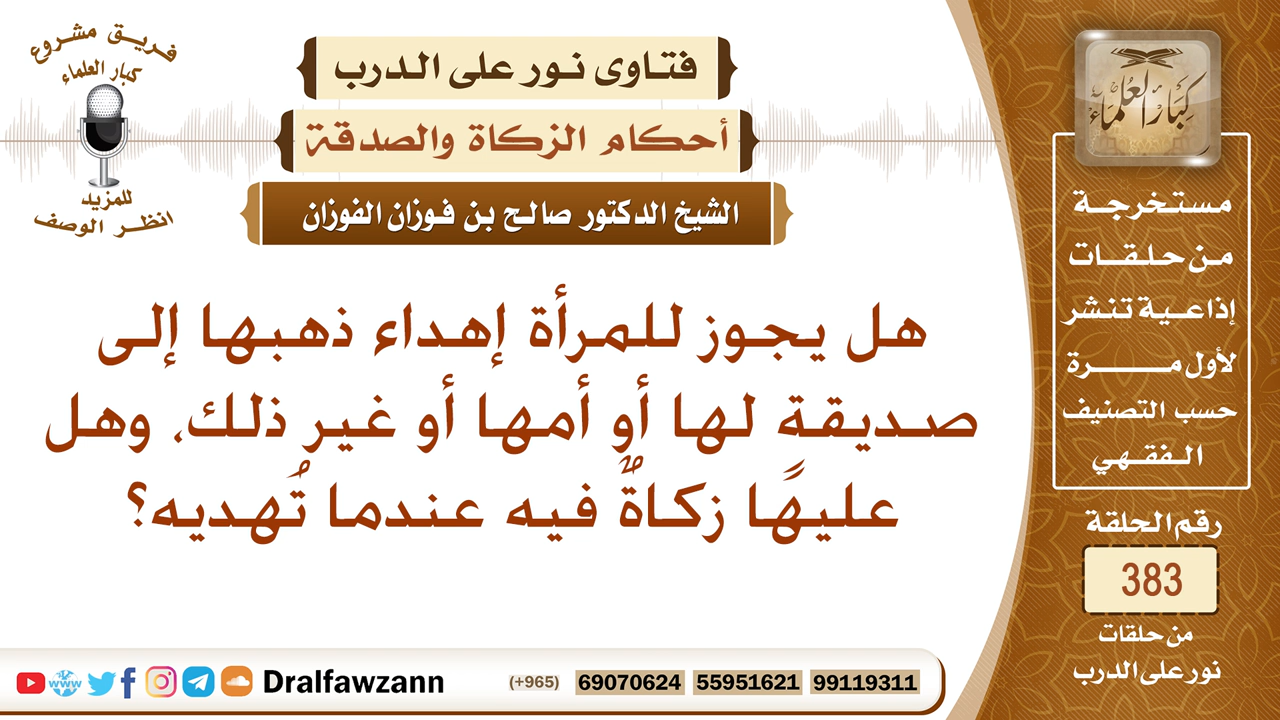 فريق مشروع
كبار العلماء
للمزيد
انظر الوصف
فتاوى نور على الدرب
أحكام الزكاة والصدقة
الشيخ الدكتور صالح بن فوزان الفوزان
هل يجوز للمرأة إهداء ذهبها إلى
صديقة لها أو أمها أو غير ذلك، وهل
عليهًا زكاةٌ فيه عندما تُهديه؟
كبار العلماء
مستخرجة
من حلقات
إذاعية تنشر
لأول مرة
حسب التصنيف
الفقهي
رقم الحلقة
383
من حلقات
نور على الدرب
Dralfawzann (+965) 69070624 55951621 99119311
www